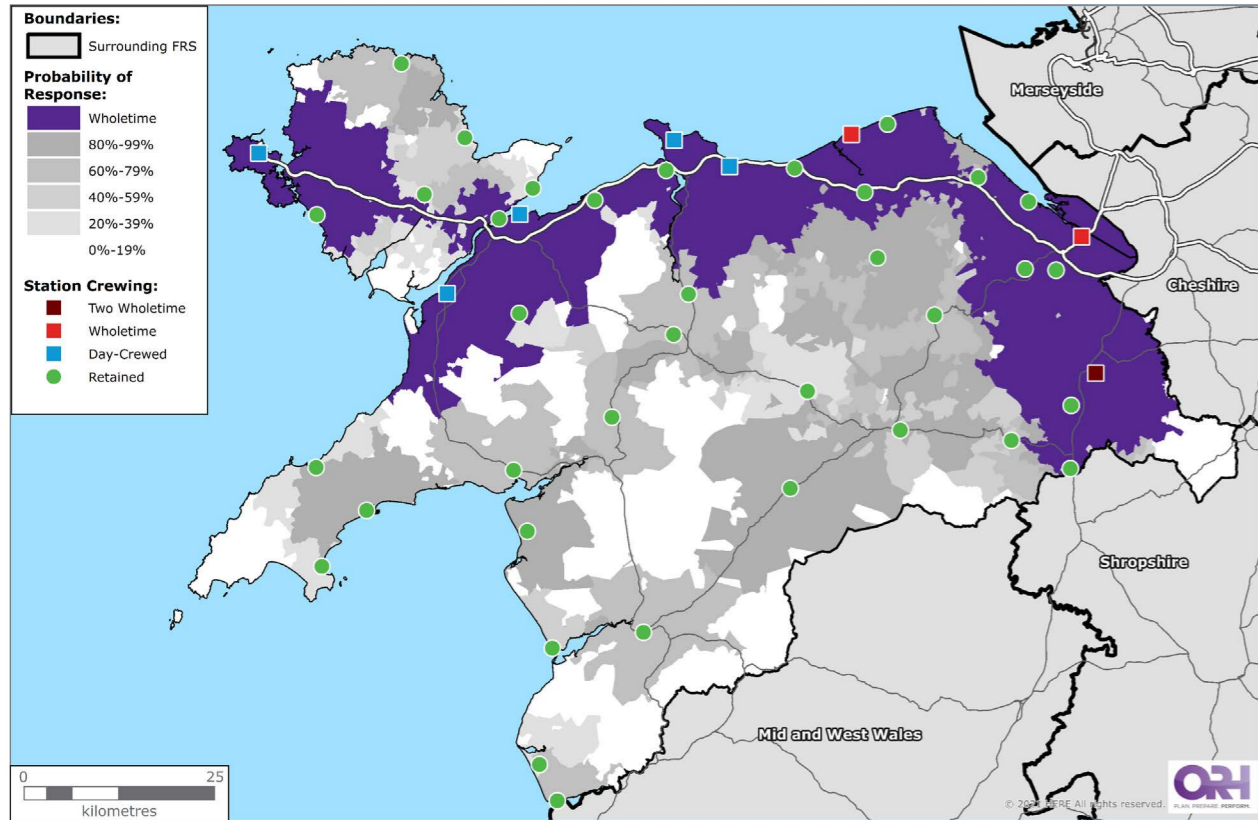 Boundaries:
Surrounding FRS
Probability of
Response:
Wholetime
80%-99%
60%-79%
40%-59%
20%-39%
0%-19%
Station Crewing:
Two Wholetime
Wholetime
Day-Crewed
Retained
Merseyside
Cheshire
Shropshire
Mid and West Wales
0 25
kilometres
© 2021 HERE All rights reserved.
ORH
PLAN. PREPARE. PERFORM.